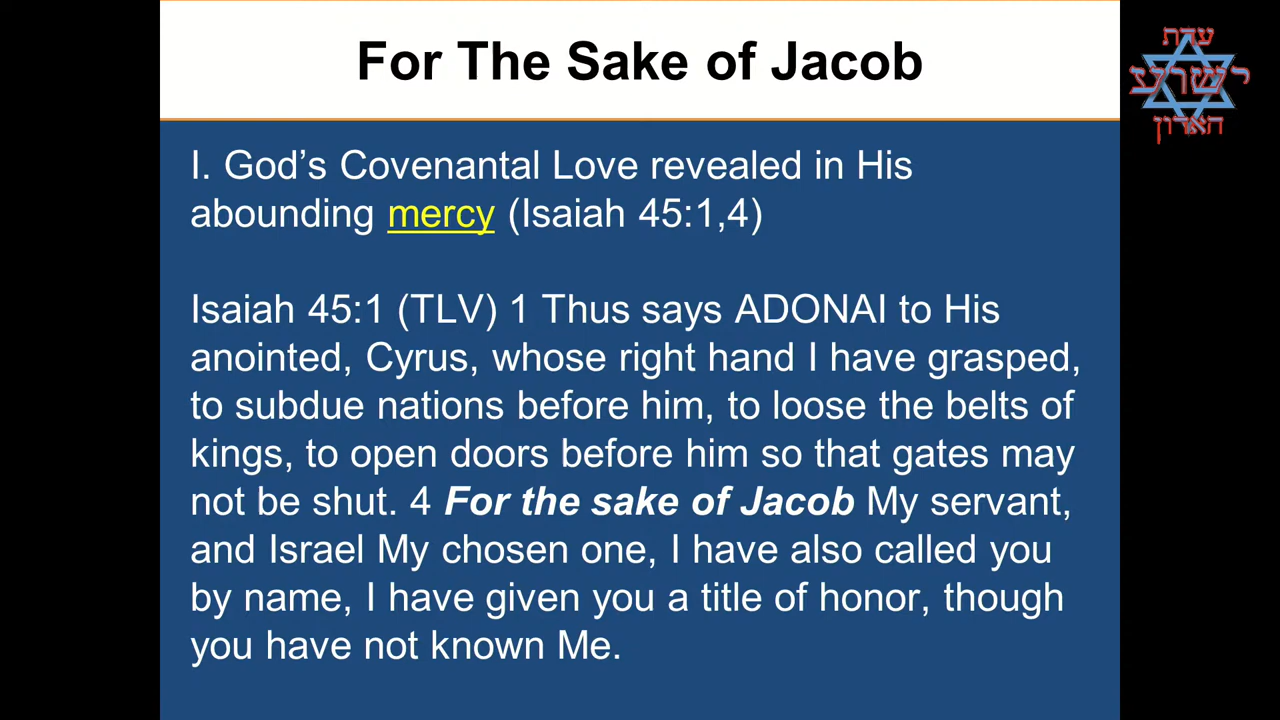 For The Sake of Jacob
עדת
ישוע
האדון
I. God’s Covenantal Love revealed in His
abounding mercy (Isaiah 45:1,4)
Isaiah 45:1 (TLV) 1 Thus says ADONAI to His
anointed, Cyrus, whose right hand I have grasped,
to subdue nations before him, to loose the belts of
kings, to open doors before him so that gates may
not be shut. 4 For the sake of Jacob My servant,
and Israel My chosen one, I have also called you
by name, I have given you a title of honor, though
you have not known Me.